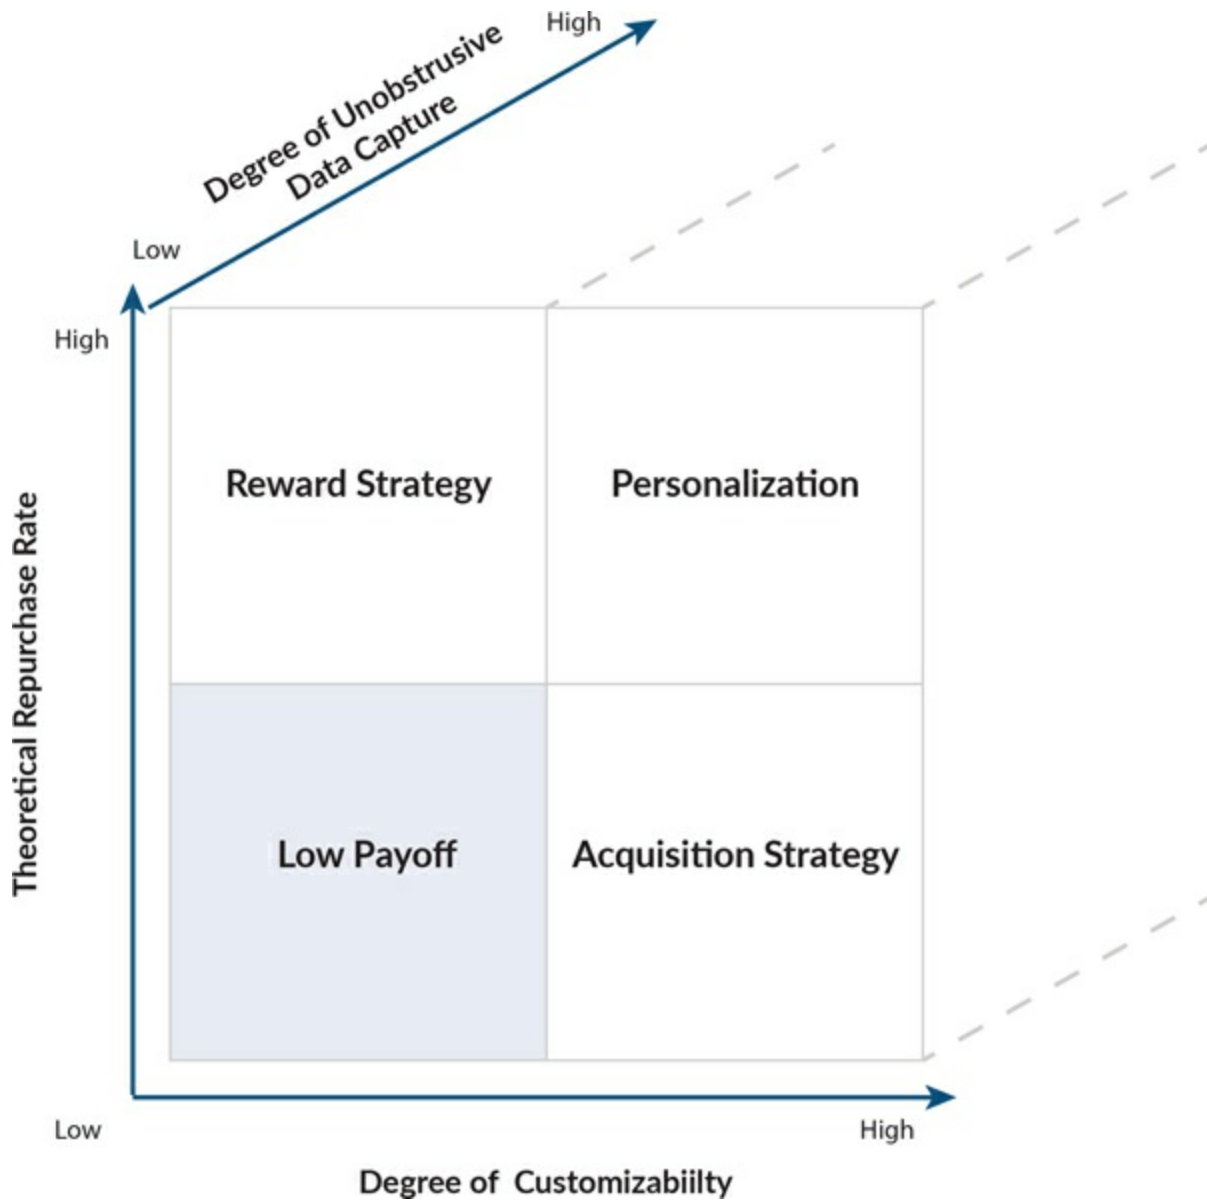 High
Degree of Unobstrusive
Data Capture
Low
High
Theoretical Repurchase Rate
Reward Strategy
Personalization
Low Payoff
Acquisition Strategy
Low
High
Degree of Customizabiilty